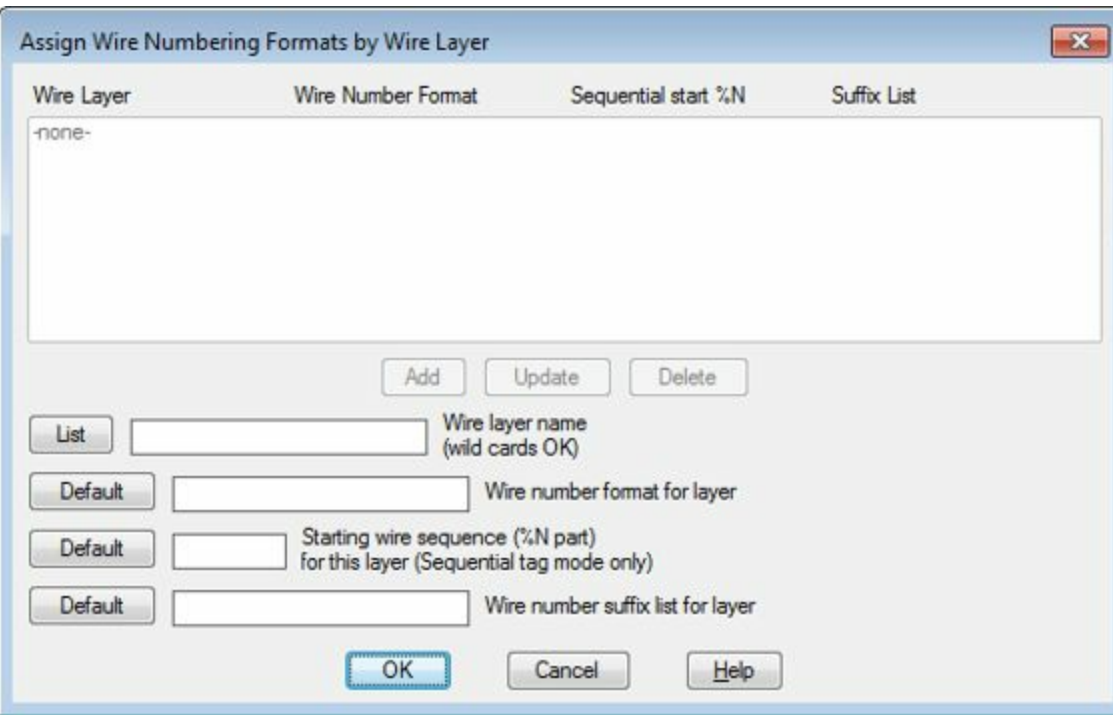 Assign Wire Numbering Formats by Wire Layer
Wire Layer Wire Number Format Sequential start %N Suffix List
-none-
Add Update Delete
List Wire layer name
(wild cards OK)
Default Wire number format for layer
Default Starting wire sequence (%N part)
for this layer (Sequential tag mode only)
Default Wire number suffix list for layer
OK Cancel Help